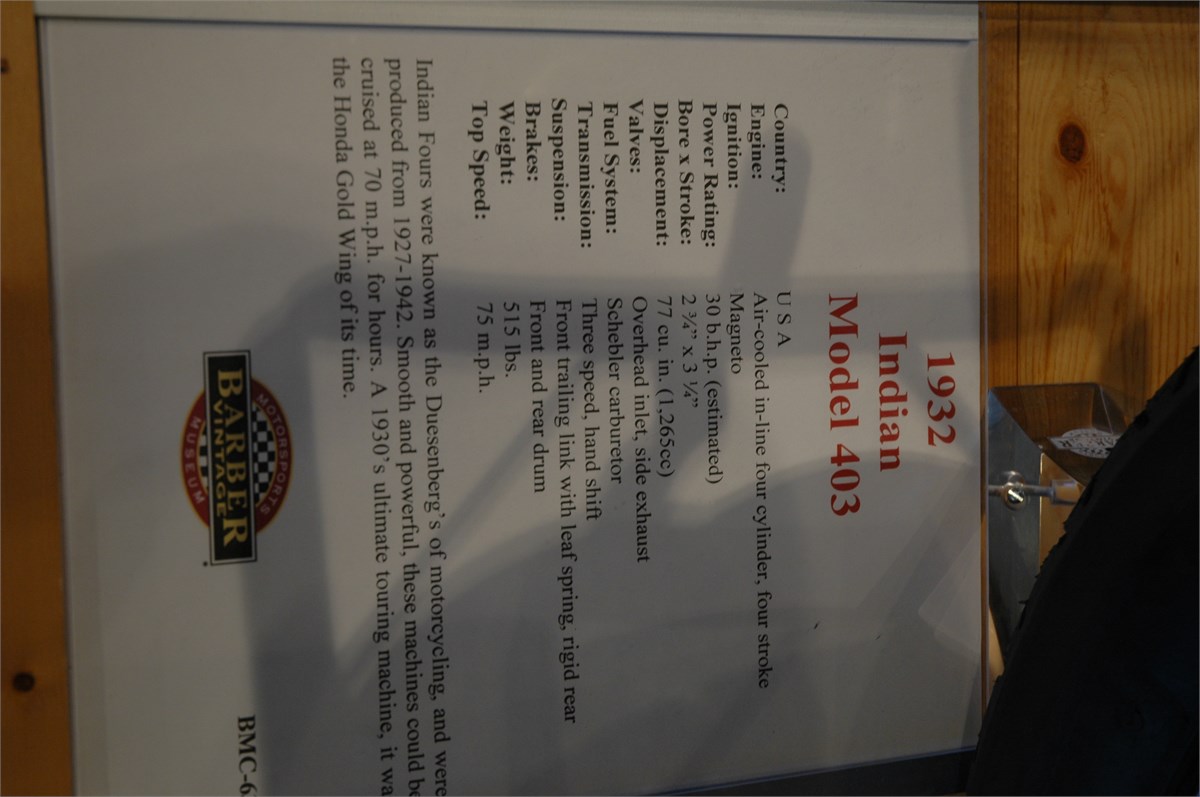 1932
Indian
Model 403
Country: U S A
Engine: Air-cooled in-line four cylinder, four stroke
Ignition: Magneto
Power Rating: 30 b.h.p. (estimated)
Bore x Stroke: 2 ¾” x 3 ¼”
Displacement: 77 cu. in. (1,265cc)
Valves: Overhead inlet, side exhaust
Fuel System: Schebler carburetor
Transmission: Three speed, hand shift
Suspension: Front trailing link with leaf spring, rigid rear
Brakes: Front and rear drum
Weight: 515 lbs.
Top Speed: 75 m.p.h.
Indian Fours were known as the Duesenberg’s of motorcycling, and were
produced from 1927-1942. Smooth and powerful, these machines could be
cruised at 70 m.p.h. for hours. A 1930’s ultimate touring machine, it wa
the Honda Gold Wing of its time.
MOTORSPORTS
BARBER
VINTAGE
MUSEUM
BMC-6